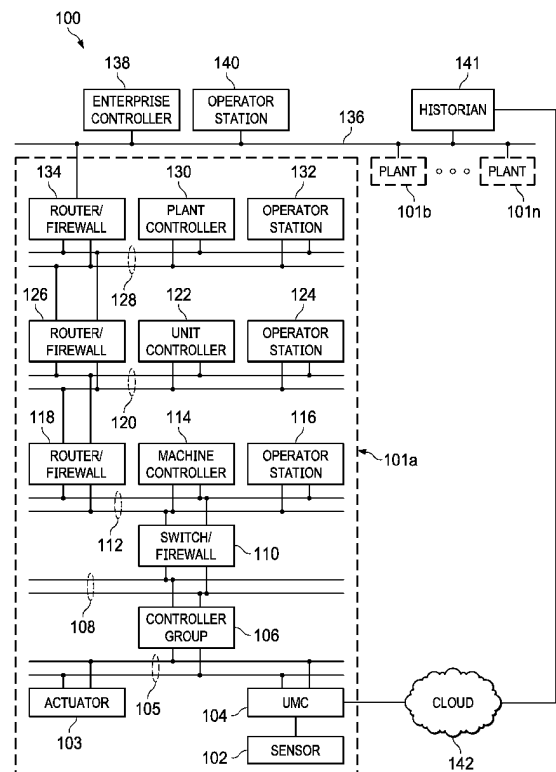 100
138
140
141
ENTERPRISE
CONTROLLER
OPERATOR
STATION
HISTORIAN
136
134
130
132
PLANT
PLANT
101b
101n
ROUTER/
FIREWALL
PLANT
CONTROLLER
OPERATOR
STATION
128
126
122
124
ROUTER/
FIREWALL
UNIT
CONTROLLER
OPERATOR
STATION
120
118
114
116
ROUTER/
FIREWALL
MACHINE
CONTROLLER
OPERATOR
STATION
101a
112
SWITCH/
FIREWALL
110
108
CONTROLLER
GROUP
106
105
ACTUATOR
103
104
UMC
CLOUD
142
102
SENSOR